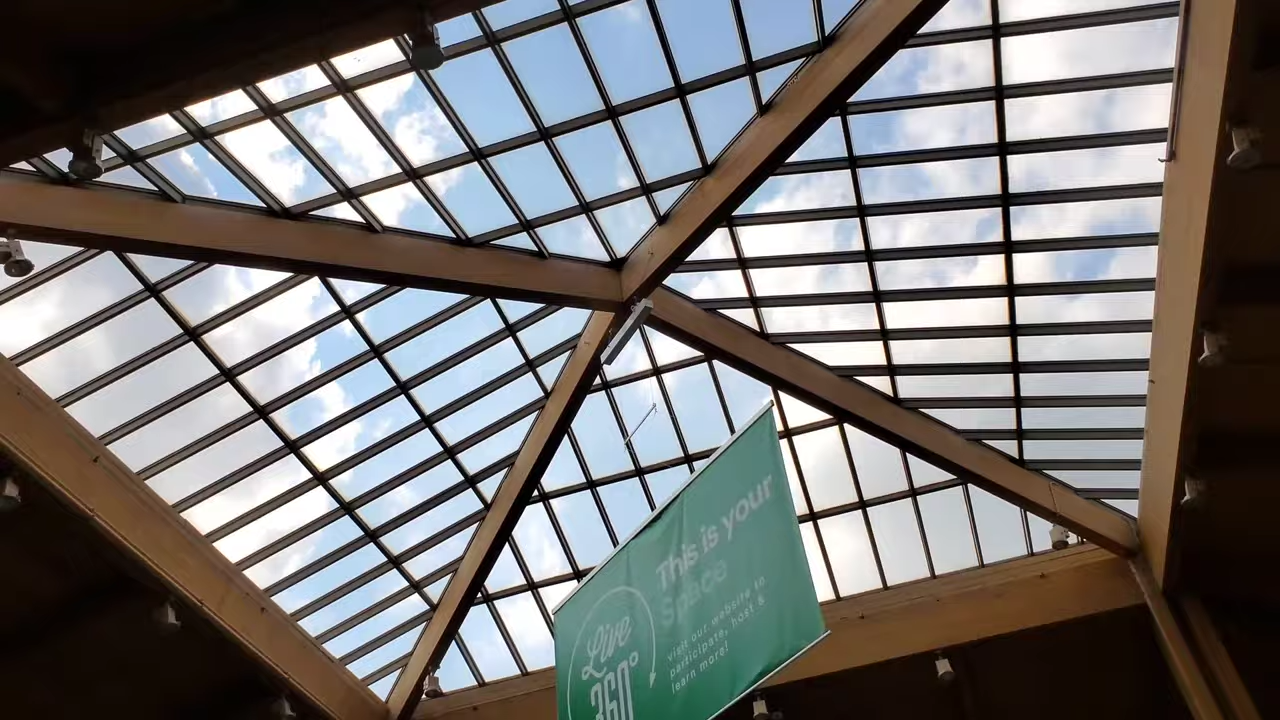 This is your
Space
visit our website to
participate, host &
learn more!
Live
360°